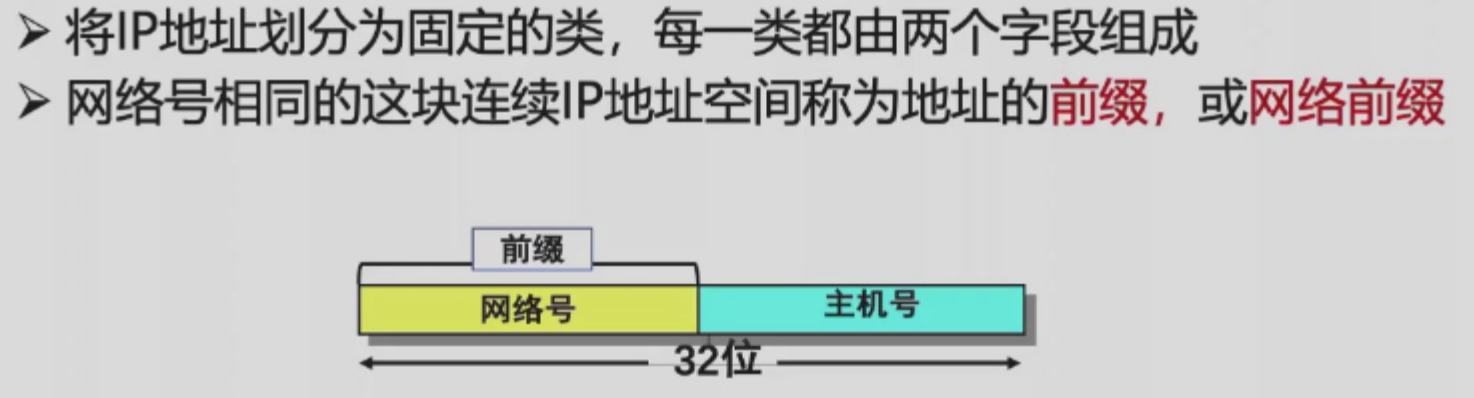 ➢ 将IP地址划分为固定的类，每一类都由两个字段组成
➢ 网络号相同的这块连续IP地址空间称为地址的前缀，或网络前缀
前缀
网络号 主机号
32位